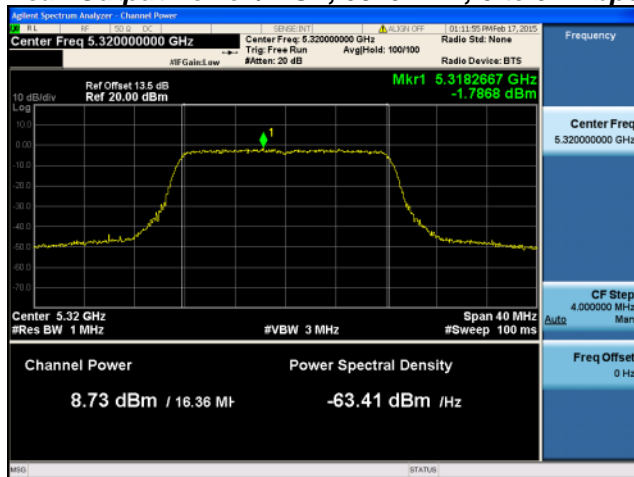 Agilent Spectrum Analyzer - Channel Power
RL RF 50 Ω DC SENSE:INT ALIGN OFF 01:11:55 PM Feb 17, 2015
Center Freq 5.320000000 GHz Center Freq: 5.320000000 GHz Radio Std: None Frequency
Trig: Free Run Avg|Hold: 100/100
#IFGain:Low #Atten: 20 dB Radio Device: BTS
Ref Offset 13.5 dB Mkr1 5.3182667 GHz
10 dB/div Ref 20.00 dBm -1.7868 dBm
Log
10.0
0.00
-10.0
-20.0
-30.0
-40.0
-50.0
-60.0
-70.0
1
Center Freq
5.320000000 GHz
Center 5.32 GHz Span 40 MHz
#Res BW 1 MHz #VBW 3 MHz #Sweep 100 ms
CF Step
4.000000 MHz
Auto Man
Channel Power Power Spectral Density
8.73 dBm / 16.36 MH -63.41 dBm /Hz
Freq Offset
0 Hz
MSG STATUS